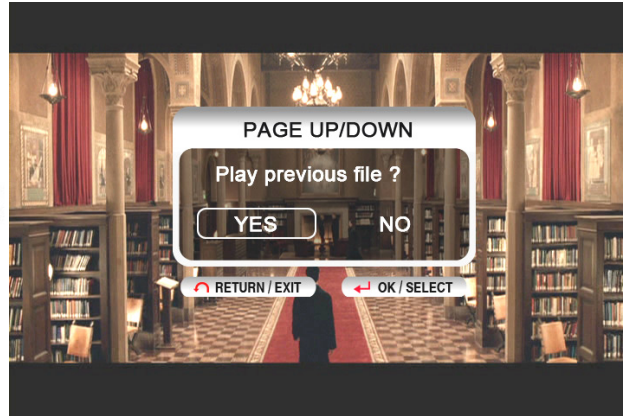 PAGE UP/DOWN
Play previous file ?
YES NO
RETURN / EXIT OK / SELECT